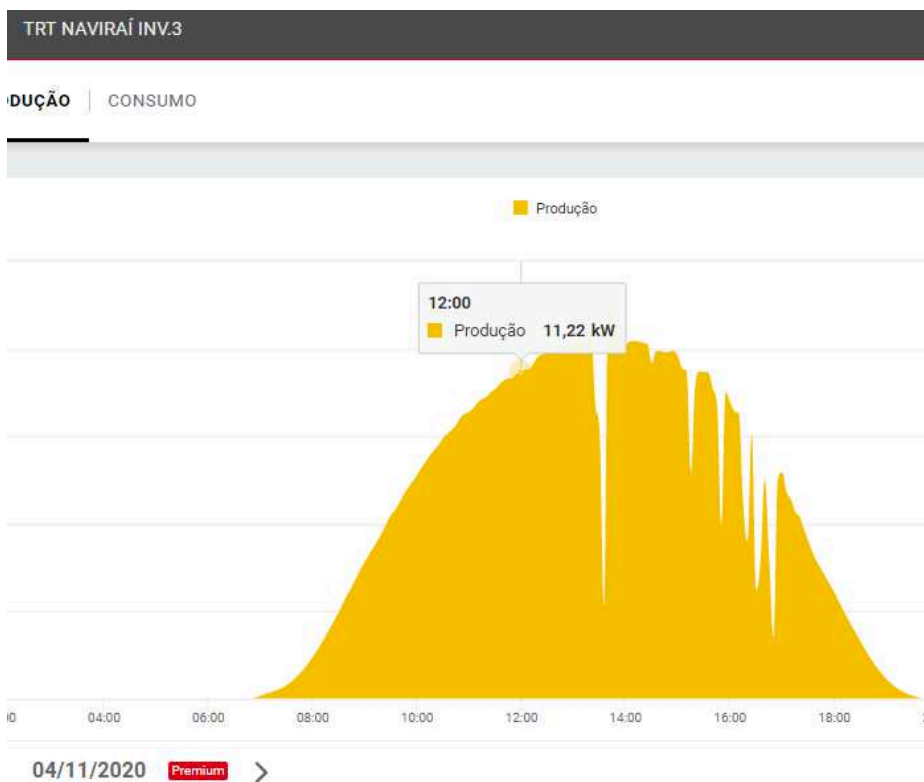 TRT NAVIRAÍ INV.3
ODUÇÃO CONSUMO
Produção
12:00
Produção 11,22 kW
04:00 06:00 08:00 10:00 12:00 14:00 16:00 18:00
04/11/2020 Premium